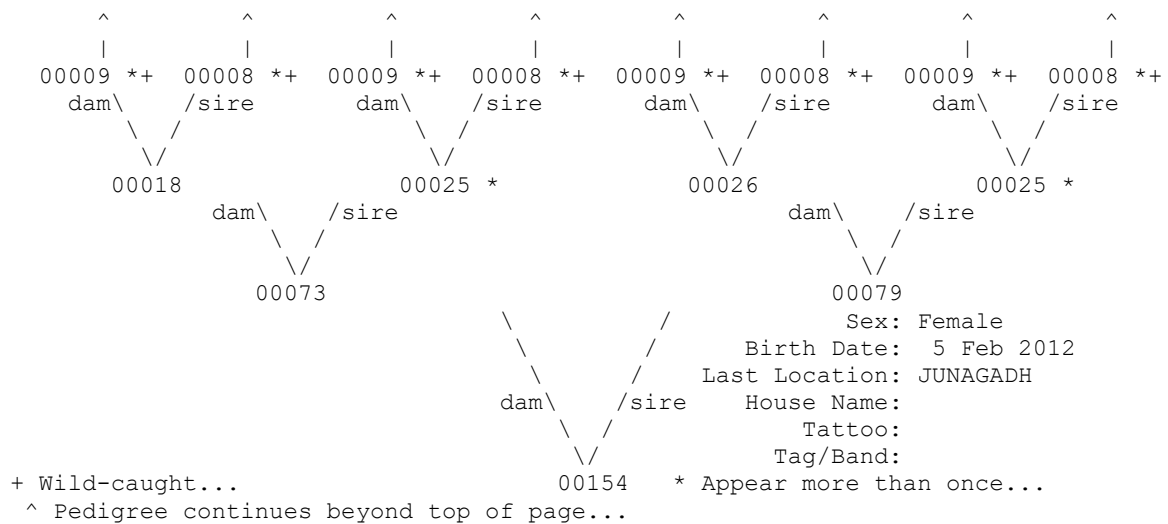 ^ ^ ^ ^ ^ ^ ^ ^
| | | | | | | |
00009 *+ 00008 *+ 00009 *+ 00008 *+ 00009 *+ 00008 *+ 00009 *+ 00008 *+
dam\ /sire dam\ /sire dam\ /sire dam\ /sire
\ / \ / \ / \ /
\/ \/ \/ \/
00018 00025 * 00026 00025 *
dam\ /sire dam\ /sire
\ / \ /
\/ \/
00073 00079
\ / Sex: Female
\ / Birth Date: 5 Feb 2012
\ / Last Location: JUNAGADH
dam\ /sire House Name:
\ / Tattoo:
\/ Tag/Band:
+ Wild-caught... 00154 * Appear more than once...
^ Pedigree continues beyond top of page...